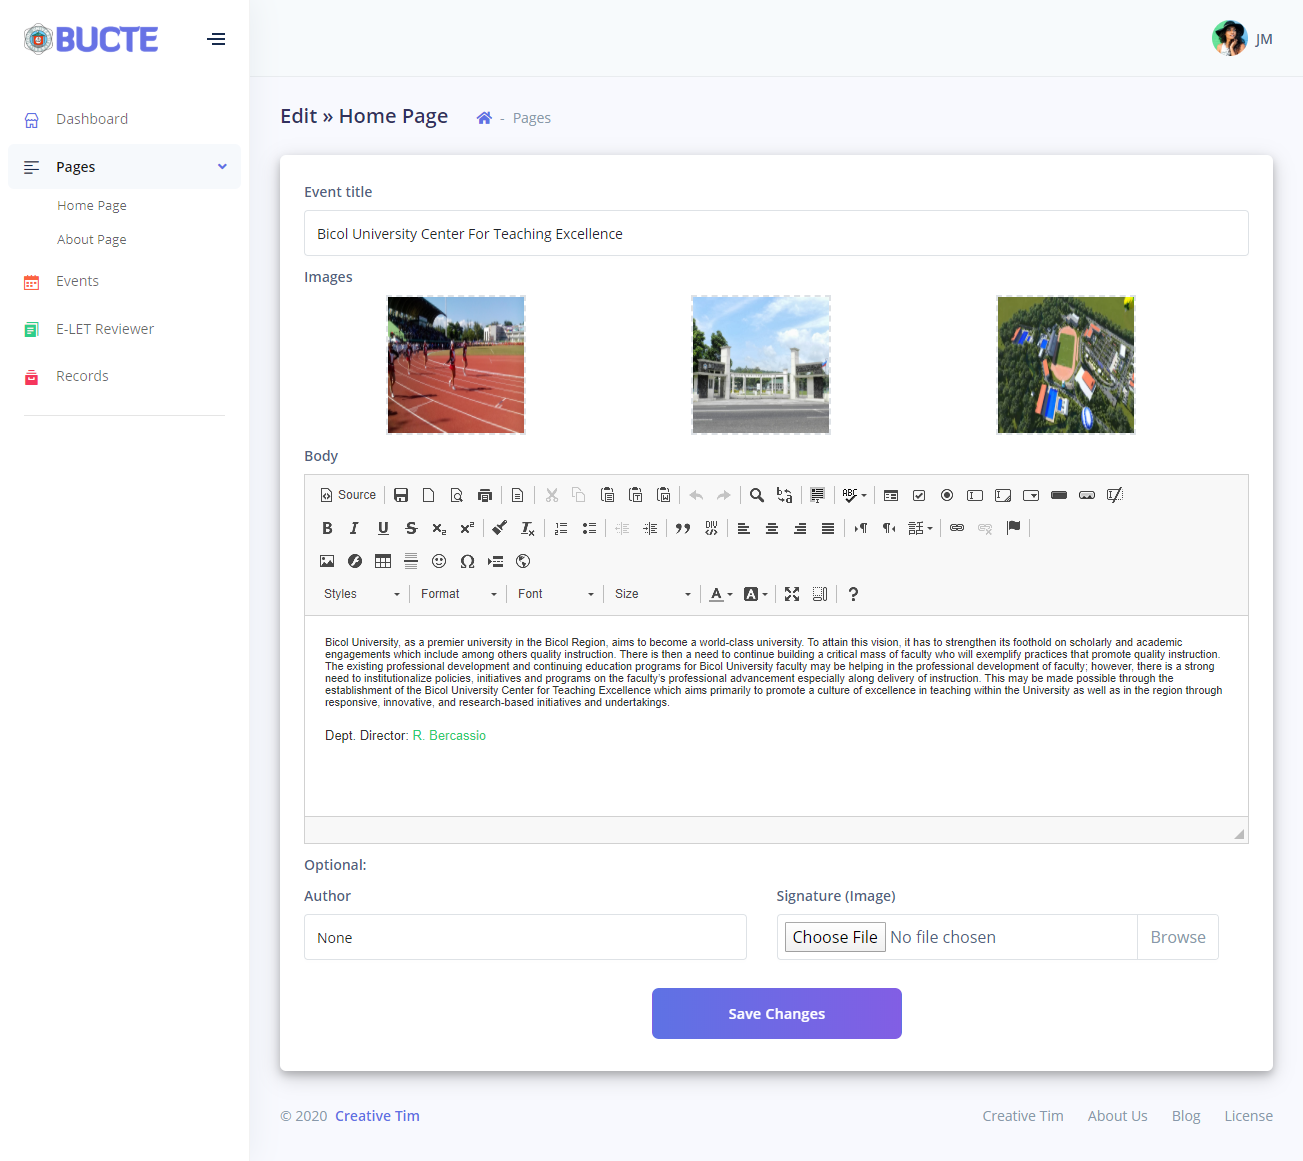 BUCTE
JM
Dashboard
Pages
Home Page
About Page
Events
E-LET Reviewer
Records
Edit » Home Page
- Pages
Event title
Bicol University Center For Teaching Excellence
Images
Body
Source
ABC
DIV
Styles
Format
Font
Size
Bicol University, as a premier university in the Bicol Region, aims to become a world-class university. To attain this vision, it has to strengthen its foothold on scholarly and academic
engagements which include among others quality instruction. There is then a need to continue building a critical mass of faculty who will exemplify practices that promote quality instruction.
The existing professional development and continuing education programs for Bicol University faculty may be helping in the professional development of faculty; however, there is a strong
need to institutionalize policies, initiatives and programs on the faculty's professional advancement especially along delivery of instruction. This may be made possible through the
establishment of the Bicol University Center for Teaching Excellence which aims primarily to promote a culture of excellence in teaching within the University as well as in the region through
responsive, innovative, and research-based initiatives and undertakings.
Dept. Director: R. Bercassio
Optional:
Author
Signature (Image)
None
Choose File No file chosen
Browse
Save Changes
© 2020 Creative Tim
Creative Tim
About Us
Blog
License